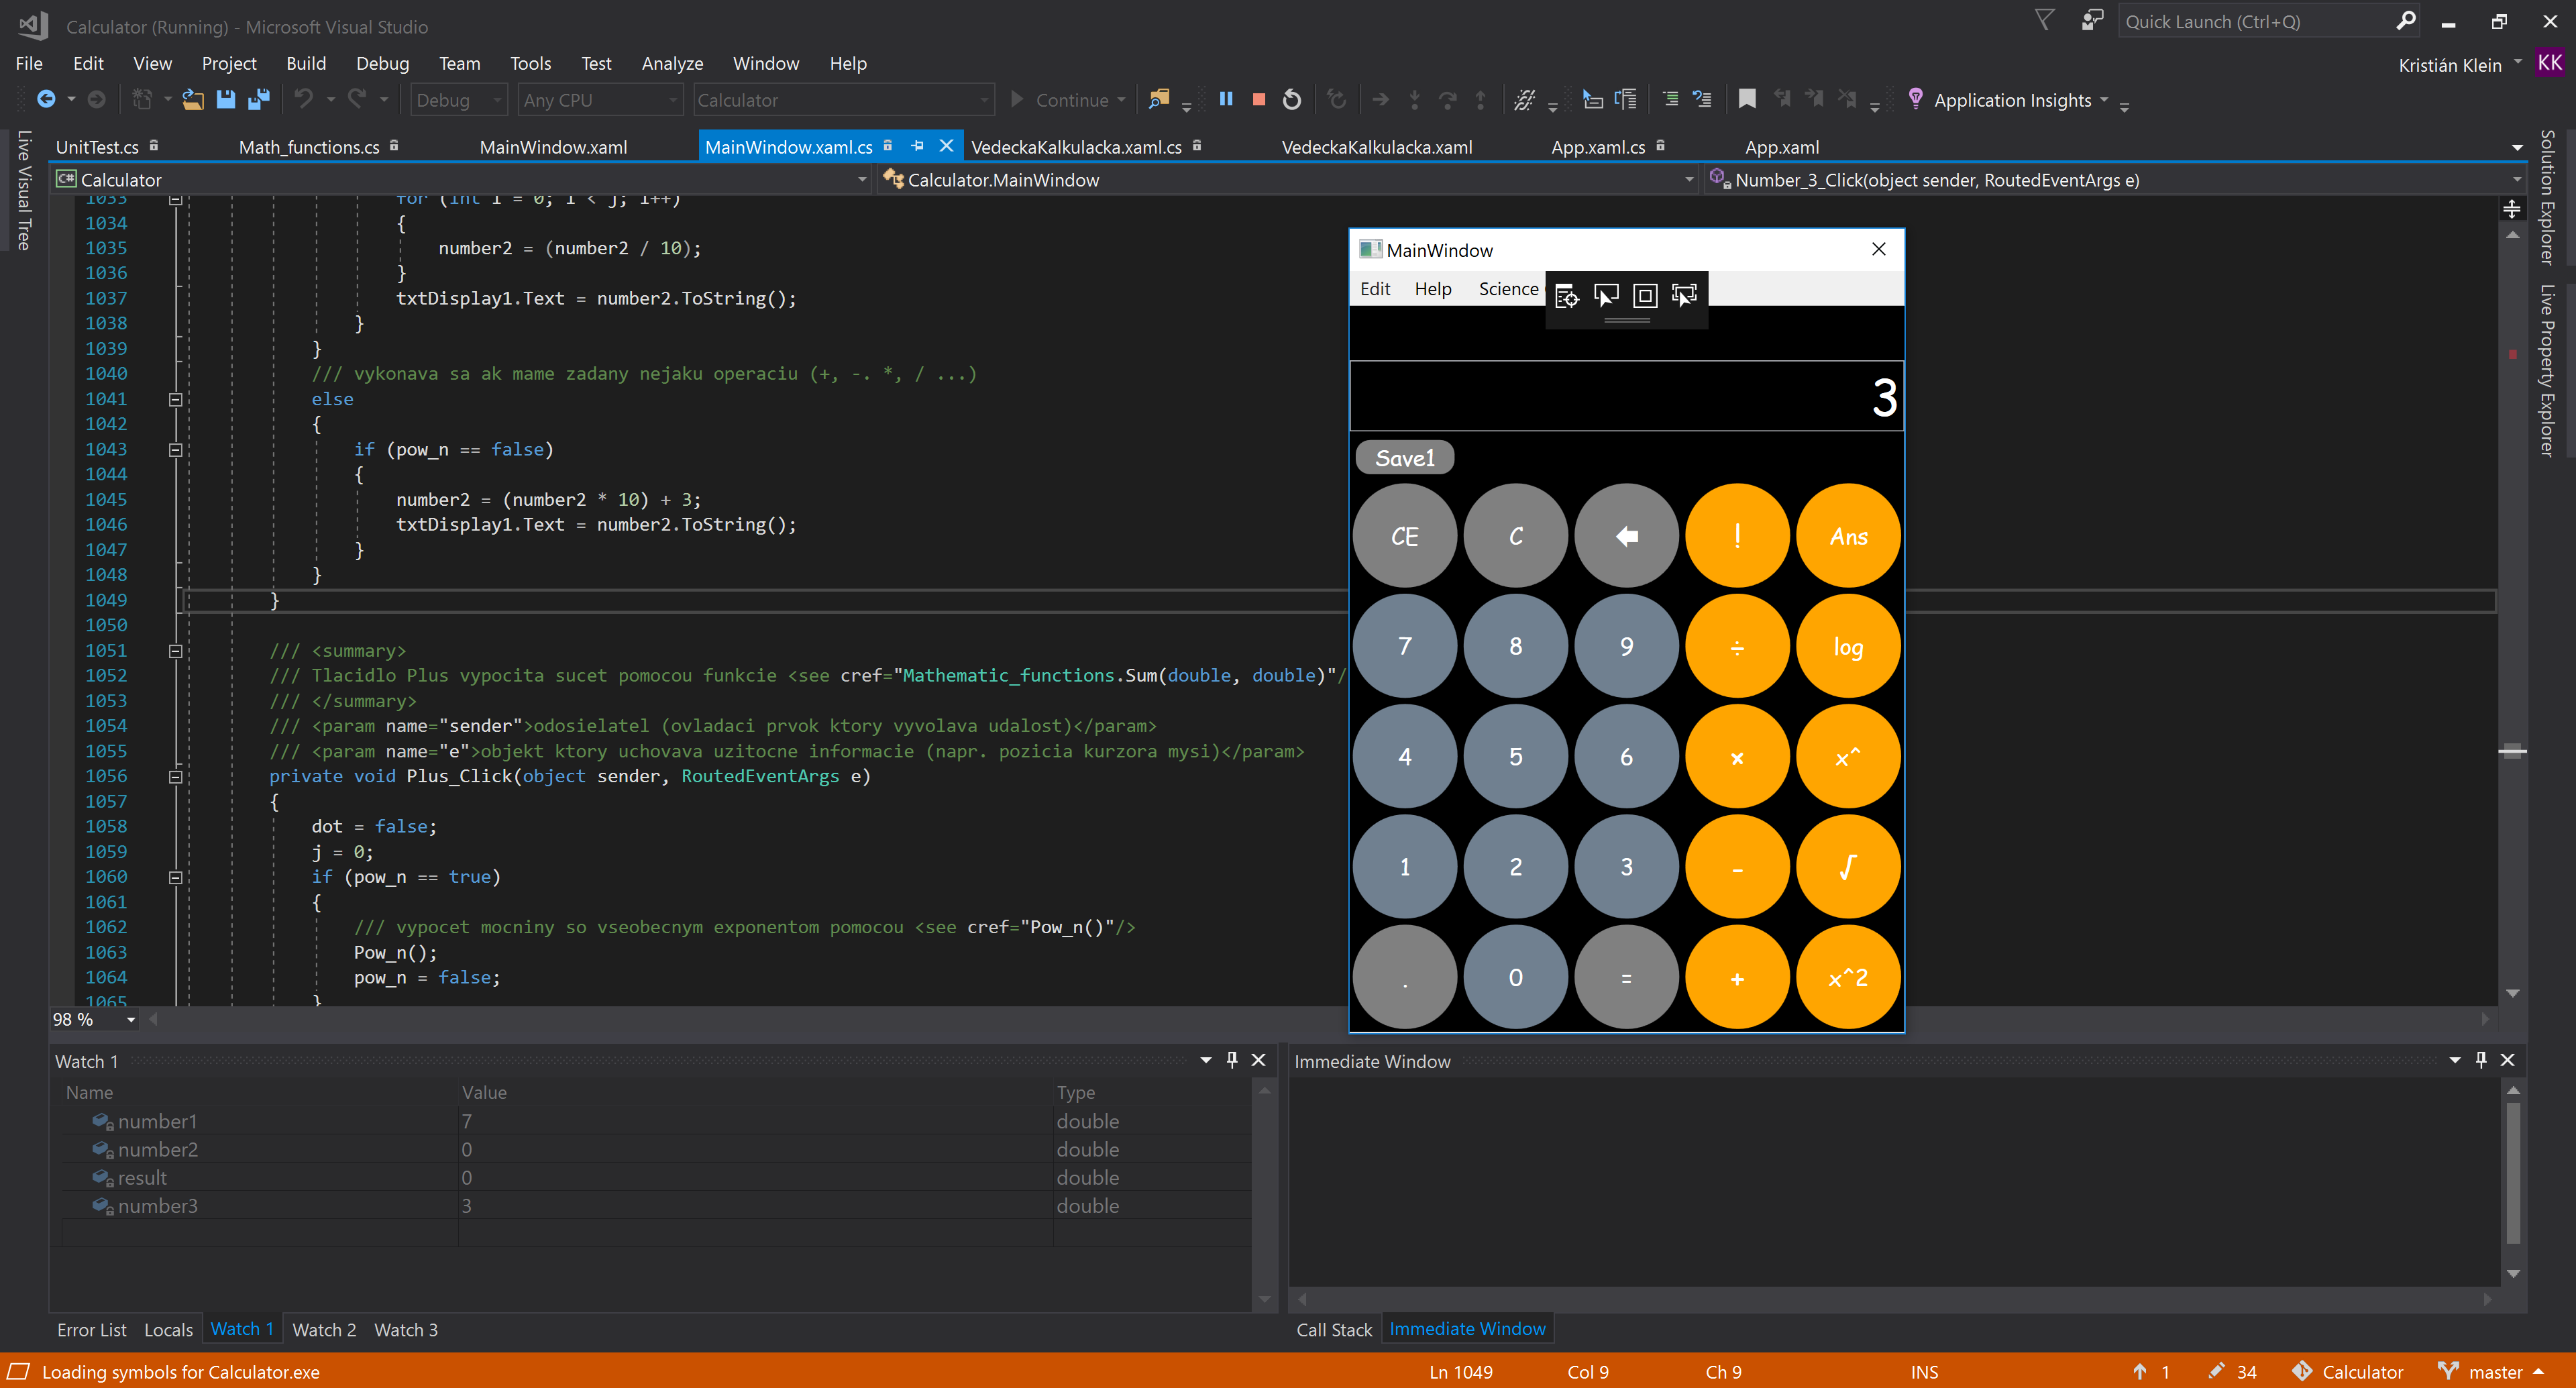 Calculator (Running) - Microsoft Visual Studio
Quick Launch (Ctrl+Q)
File Edit View Project Build Debug Team Tools Test Analyze Window Help
Kristián Klein KK
Debug Any CPU Calculator Continue Application Insights
UnitTest.cs Math_functions.cs MainWindow.xaml MainWindow.xaml.cs VedeckaKalkulacka.xaml.cs VedeckaKalkulacka.xaml App.xaml.cs App.xaml
C# Calculator Calculator.MainWindow Number_3_Click(object sender, RoutedEventArgs e)
Live Visual Tree
Solution Explorer
Live Property Explorer
1033 for (int i = 0; i < j; i++)
1034 {
1035 number2 = (number2 / 10);
1036 }
1037 txtDisplay1.Text = number2.ToString();
1038 }
1039 }
1040 /// vykonava sa ak mame zadany nejaku operaciu (+, -. *, / ...)
1041 else
1042 {
1043 if (pow_n == false)
1044 {
1045 number2 = (number2 * 10) + 3;
1046 txtDisplay1.Text = number2.ToString();
1047 }
1048 }
1049 }
1050
1051 /// <summary>
1052 /// Tlacidlo Plus vypocita sucet pomocou funkcie <see cref="Mathematic_functions.Sum(double, double)"/
1053 /// </summary>
1054 /// <param name="sender">odosielatel (ovladaci prvok ktory vyvolava udalost)</param>
1055 /// <param name="e">objekt ktory uchovava uzitocne informacie (napr. pozicia kurzora mysi)</param>
1056 private void Plus_Click(object sender, RoutedEventArgs e)
1057 {
1058 dot = false;
1059 j = 0;
1060 if (pow_n == true)
1061 {
1062 /// vypocet mocniny so vseobecnym exponentom pomocou <see cref="Pow_n()"/>
1063 Pow_n();
1064 pow_n = false;
1065 }
98 %
MainWindow
Edit Help Science
3
Save1
CE C ! Ans
7 8 9 ÷ log
4 5 6 × x^
1 2 3 - √
. 0 = + x^2
Watch 1
Name Value Type
number1 7 double
number2 0 double
result 0 double
number3 3 double
Error List Locals Watch 1 Watch 2 Watch 3
Immediate Window
Call Stack Immediate Window
Loading symbols for Calculator.exe Ln 1049 Col 9 Ch 9 INS 1 34 Calculator master